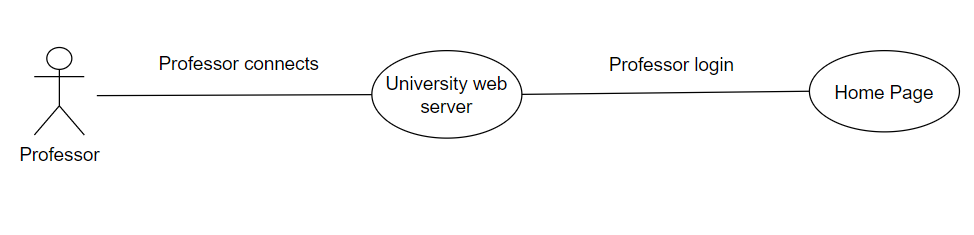 Professor connects
Professor login
University web
server
Home Page
Professor